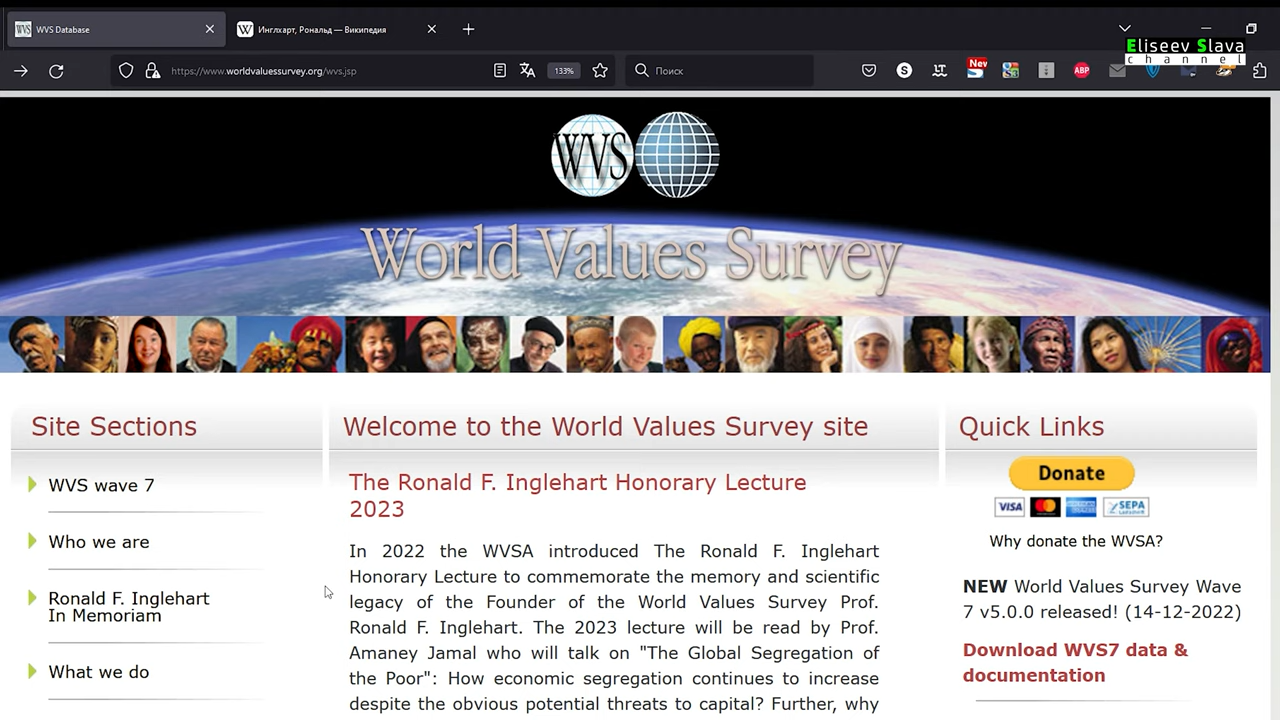 WVS Database
Инглхарт, Рональд — Википедия
Eliseev Slava
channel
https://www.worldvaluessurvey.org/wvs.jsp
133%
Поиск
New
ABP
WVS
World Values Survey
Site Sections
WVS wave 7
Who we are
Ronald F. Inglehart
In Memoriam
What we do
Welcome to the World Values Survey site
The Ronald F. Inglehart Honorary Lecture
2023
In 2022 the WVSA introduced The Ronald F. Inglehart
Honorary Lecture to commemorate the memory and scientific
legacy of the Founder of the World Values Survey Prof.
Ronald F. Inglehart. The 2023 lecture will be read by Prof.
Amaney Jamal who will talk on "The Global Segregation of
the Poor": How economic segregation continues to increase
despite the obvious potential threats to capital? Further, why
Quick Links
Donate
VISA
SEPA
Why donate the WVSA?
NEW World Values Survey Wave
7 v5.0.0 released! (14-12-2022)
Download WVS7 data &
documentation